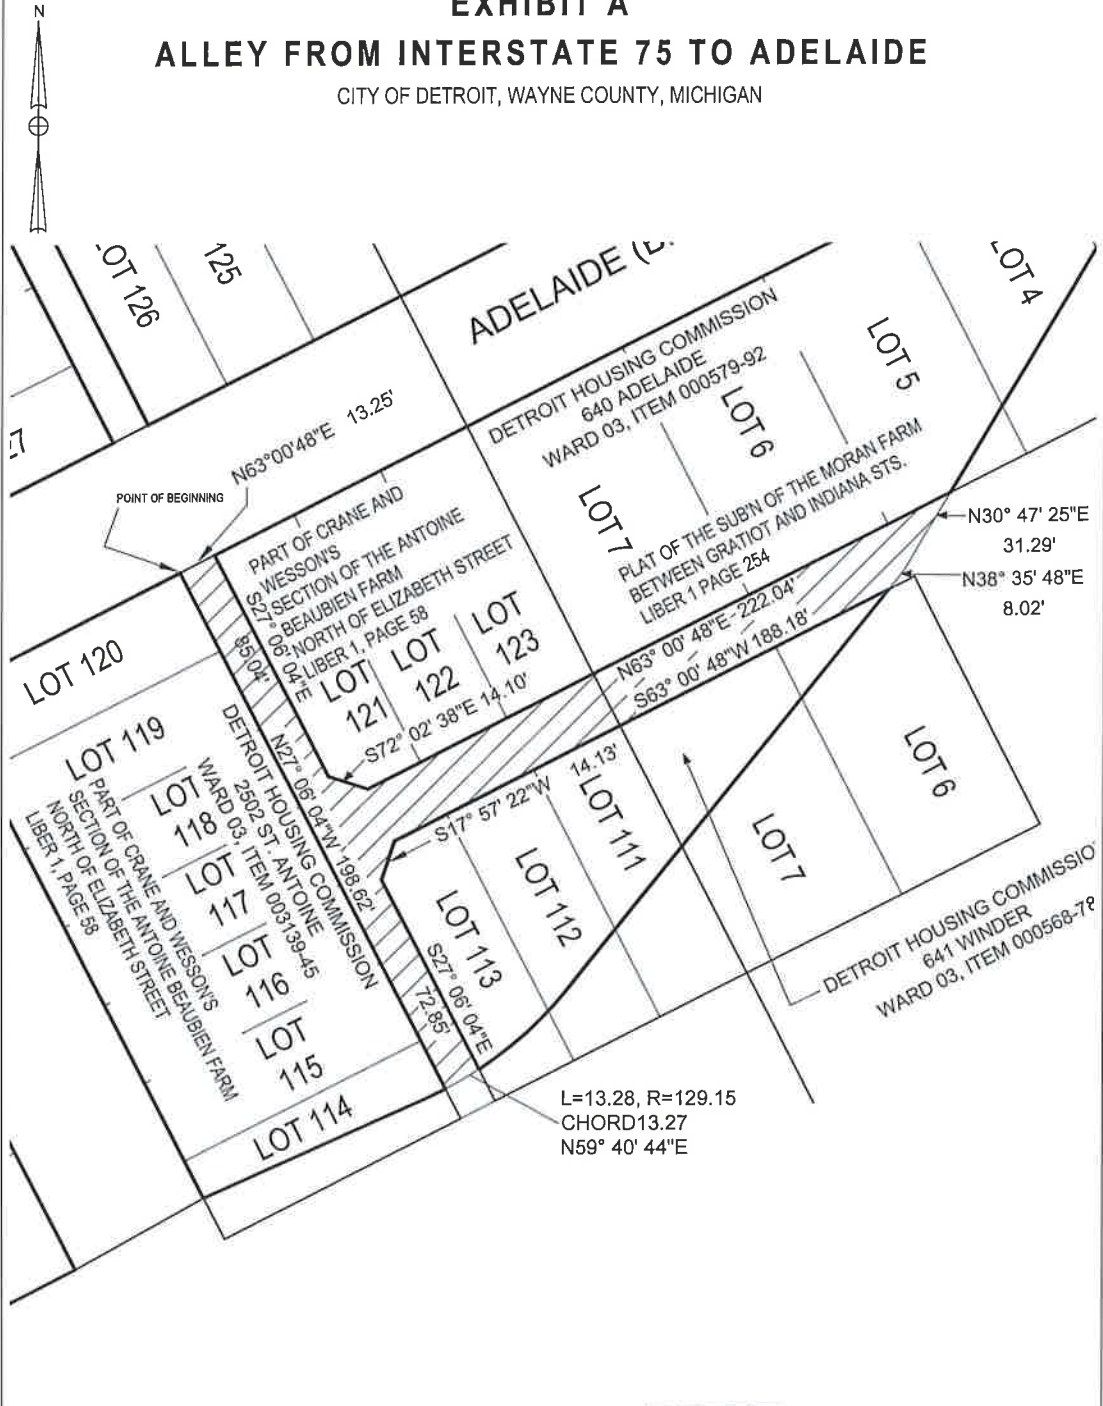 N
EXHIBIT A
ALLEY FROM INTERSTATE 75 TO ADELAIDE
CITY OF DETROIT, WAYNE COUNTY, MICHIGAN
LOT 126
125
ADELAIDE
LOT 4
LOT 5
DETROIT HOUSING COMMISSION
640 ADELAIDE
WARD 03, ITEM 000579-92
LOT 6
LOT 7
PLAT OF THE SUB'N OF THE MORAN FARM
BETWEEN GRATIOT AND INDIANA STS.
LIBER 1 PAGE 254
N63°00'48"E 13.25'
POINT OF BEGINNING
PART OF CRANE AND
WESSON'S
SECTION OF THE ANTOINE
BEAUBIEN FARM
NORTH OF ELIZABETH STREET
LIBER 1, PAGE 58
S27° 06' 04"E
85.04'
LOT
121
LOT
122
LOT
123
S72° 02' 38"E 14.10'
N63° 00' 48"E 222.04'
S63° 00' 48"W 188.18'
N30° 47' 25"E
31.29'
N38° 35' 48"E
8.02'
LOT 120
LOT 119
PART OF CRANE AND WESSON'S
SECTION OF THE ANTOINE BEAUBIEN FARM
NORTH OF ELIZABETH STREET
LIBER 1, PAGE 58
LOT
118
LOT
117
LOT
116
LOT
115
LOT 114
DETROIT HOUSING COMMISSION
2502 ST. ANTOINE
WARD 03, ITEM 003139-45
N27° 06' 04"W 198.62'
S17° 57' 22"W 14.13'
LOT 113
LOT 112
LOT 111
S27° 06' 04"E
72.85'
LOT 7
LOT 6
DETROIT HOUSING COMMISSIO
641 WINDER
WARD 03, ITEM 000568-78
L=13.28, R=129.15
CHORD13.27
N59° 40' 44"E